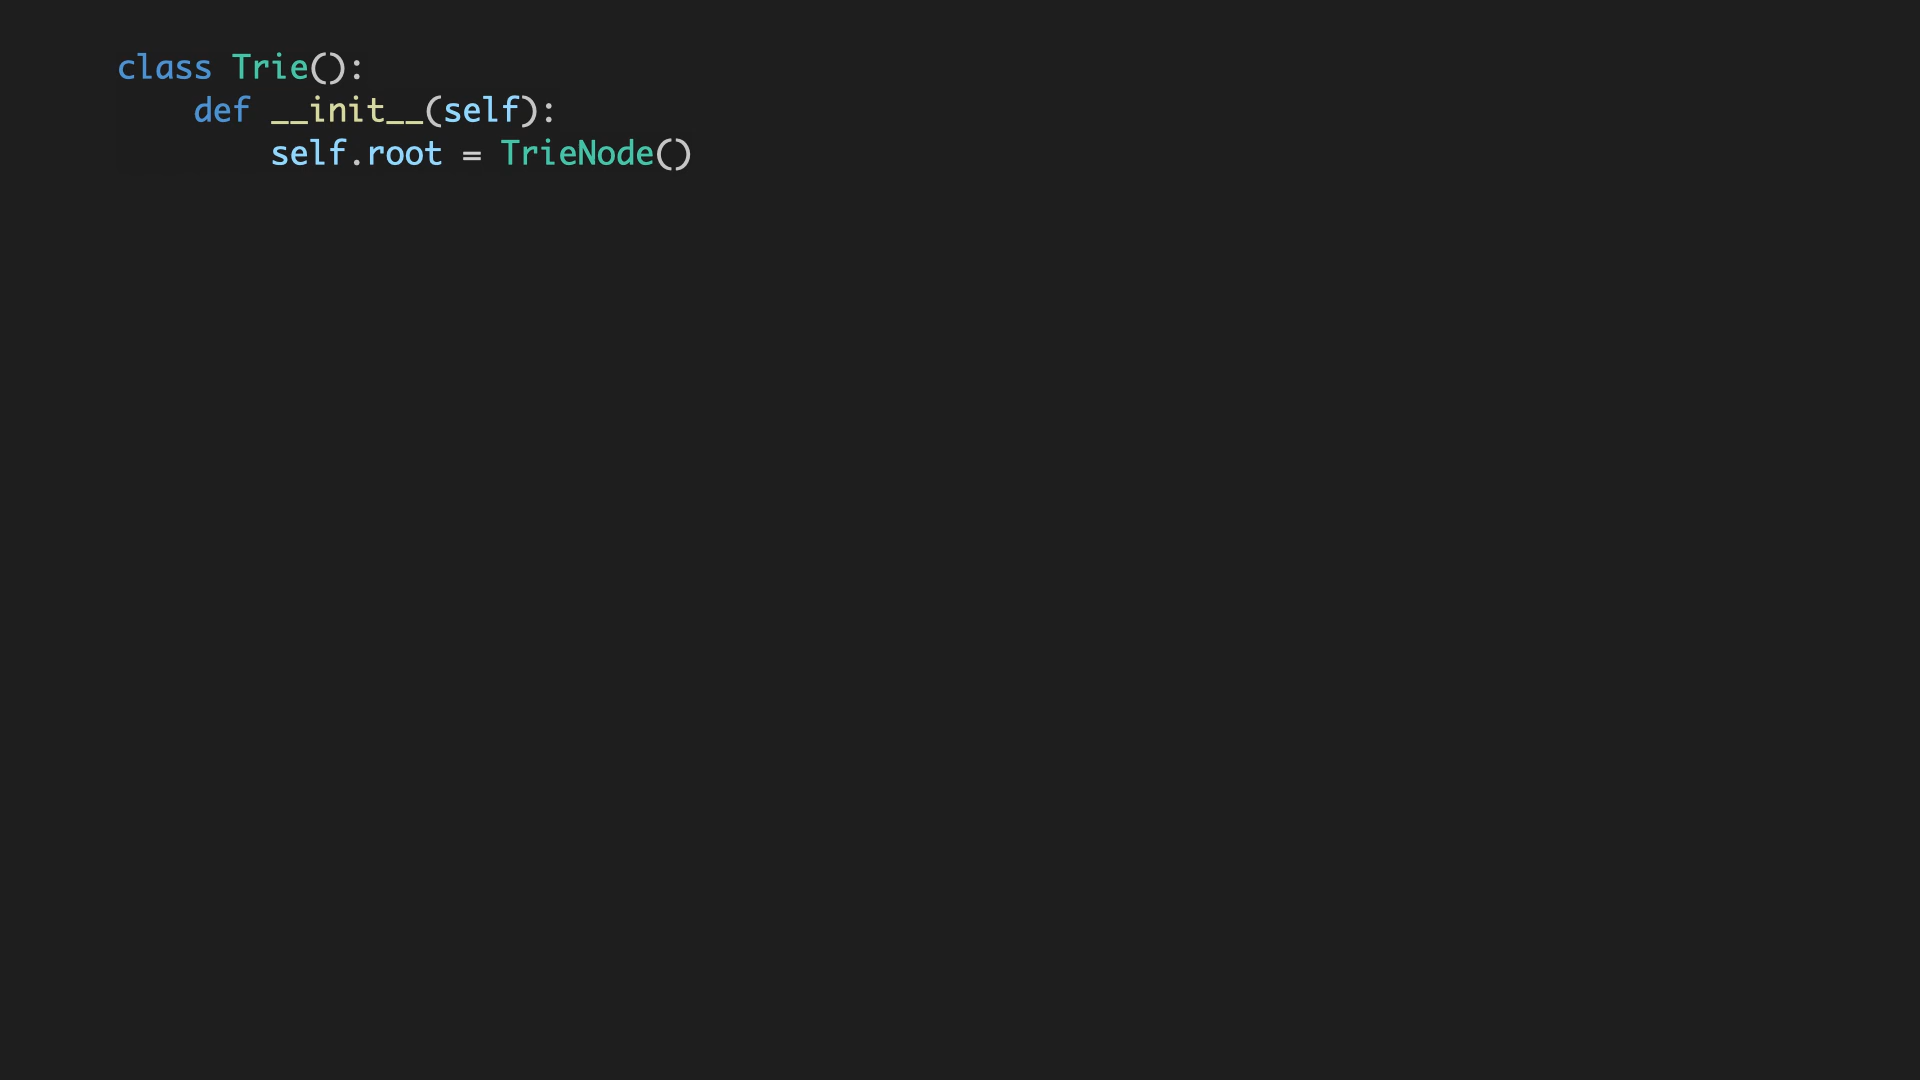 class Trie():
    def __init__(self):
        self.root = TrieNode()